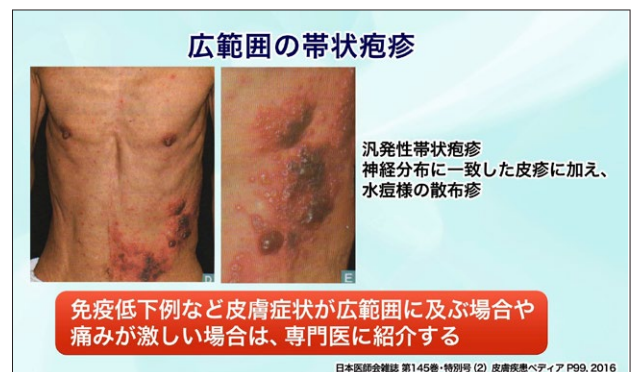 広範囲の帯状疱疹
汎発性帯状疱疹
神経分布に一致した皮疹に加え、
水痘様の散布疹
D
E
免疫低下例など皮膚症状が広範囲に及ぶ場合や
痛みが激しい場合は、専門医に紹介する
日本医師会雑誌 第145巻・特別号(2) 皮膚疾患ペディア P99, 2016